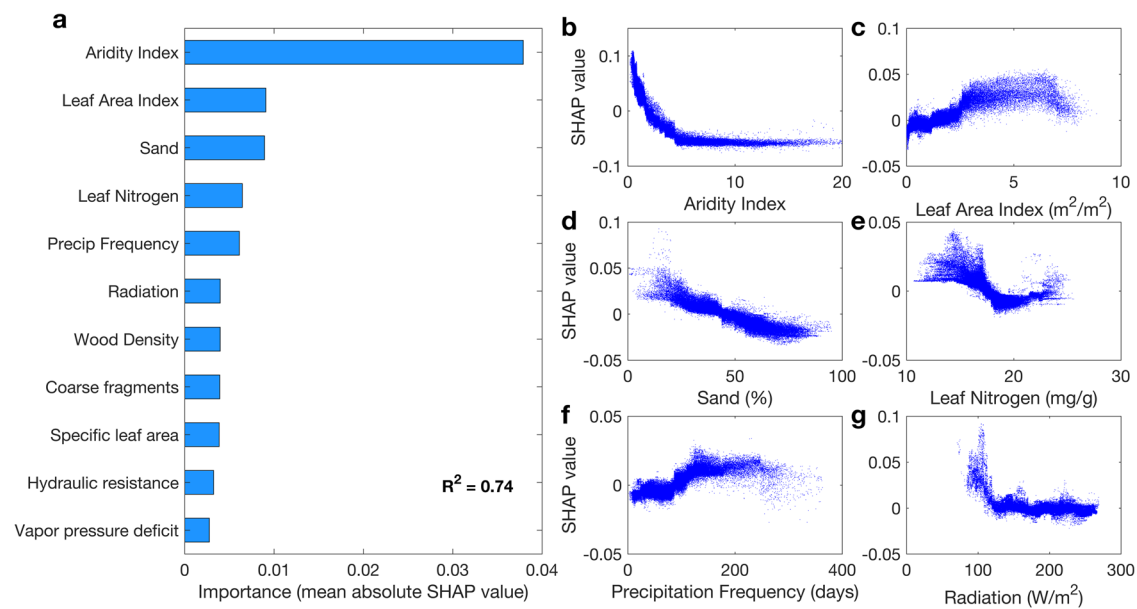 a
Aridity Index
Leaf Area Index
Sand
Leaf Nitrogen
Precip Frequency
Radiation
Wood Density
Coarse fragments
Specific leaf area
Hydraulic resistance
Vapor pressure deficit
R² = 0.74
0 0.01 0.02 0.03 0.04
Importance (mean absolute SHAP value)
b
SHAP value
0.1
0
-0.1
0 10 20
Aridity Index
c
0.1
0.05
0
-0.05
0 5 10
Leaf Area Index (m²/m²)
d
SHAP value
0.1
0.05
0
-0.05
0 50 100
Sand (%)
e
0.05
0
-0.05
10 20 30
Leaf Nitrogen (mg/g)
f
SHAP value
0.05
0
-0.05
0 200 400
Precipitation Frequency (days)
g
0.1
0.05
0
-0.05
0 100 200 300
Radiation (W/m²)